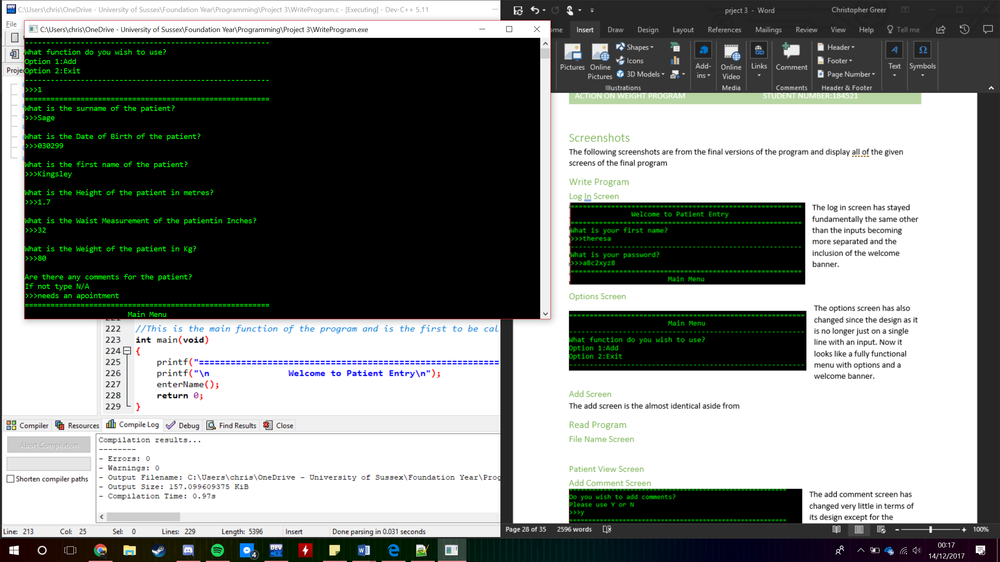 C:\Users\chris\OneDrive - University of Sussex\Foundation Year\Programming\Project 3\WriteProgram.c - [Executing] - Dev-C++ 5.11
File
C:\Users\chris\OneDrive - University of Sussex\Foundation Year\Programming\Project 3\WriteProgram.exe
---------------------------------------------------------
What function do you wish to use?
Option 1:Add
Option 2:Exit
---------------------------------------------------------
>>>1
=========================================================
What is the surname of the patient?
>>>Sage
What is the Date of Birth of the patient?
>>>030299
What is the first name of the patient?
>>>Kingsley
What is the Height of the patient in metres?
>>>1.7
What is the Waist Measurement of the patientin Inches?
>>>32
What is the Weight of the patient in Kg?
>>>80
Are there any comments for the patient?
If not type N/A
>>>needs an apointment
=========================================================
Main Menu
222 //This is the main function of the program and is the first to be cal
223 int main(void)
224 {
225 printf("=========================================================
226 printf("\n Welcome to Patient Entry\n");
227 enterName();
228 return 0;
229 }
Compiler Resources Compile Log Debug Find Results Close
Abort Compilation
Shorten compiler paths
Compilation results...
--------
- Errors: 0
- Warnings: 0
- Output Filename: C:\Users\chris\OneDrive - University of Sussex\Foundation Year\Prog
- Output Size: 157.099609375 KiB
- Compilation Time: 0.97s
Line: 213 Col: 25 Sel: 0 Lines: 229 Length: 5396 Insert Done parsing in 0.031 seconds
prject 3 - Word Christopher Greer
Insert Draw Design Layout References Mailings Review View Help Tell me
Pictures Online Pictures Shapes Icons 3D Models Add-ins Online Video Links Comment Header Footer Page Number Text Symbols
Illustrations Media Comments Header & Footer
ACTION ON WEIGHT PROGRAM STUDENT NUMBER:184521
Screenshots
The following screenshots are from the final versions of the program and display all of the given
screens of the final program
Write Program
Log In Screen
Welcome to Patient Entry
What is your first name?
>>>theresa
What is your password?
>>>aBc2xyz8
Main Menu
The log in screen has stayed
fundamentally the same other
than the inputs becoming
more separated and the
inclusion of the welcome
banner.
Options Screen
Main Menu
What function do you wish to use?
Option 1:Add
Option 2:Exit
The options screen has also
changed since the design as it
is no longer just on a single
line with an input. Now it
looks like a fully functional
menu with options and a
welcome banner.
Add Screen
The add screen is the almost identical aside from
Read Program
File Name Screen
Patient View Screen
Add Comment Screen
Do you wish to add comments?
Please use Y or N
>>>y
The add comment screen has
changed very little in terms of
its design except for the
Page 28 of 35 2596 words 100%
4
DEV C++
00:17
14/12/2017